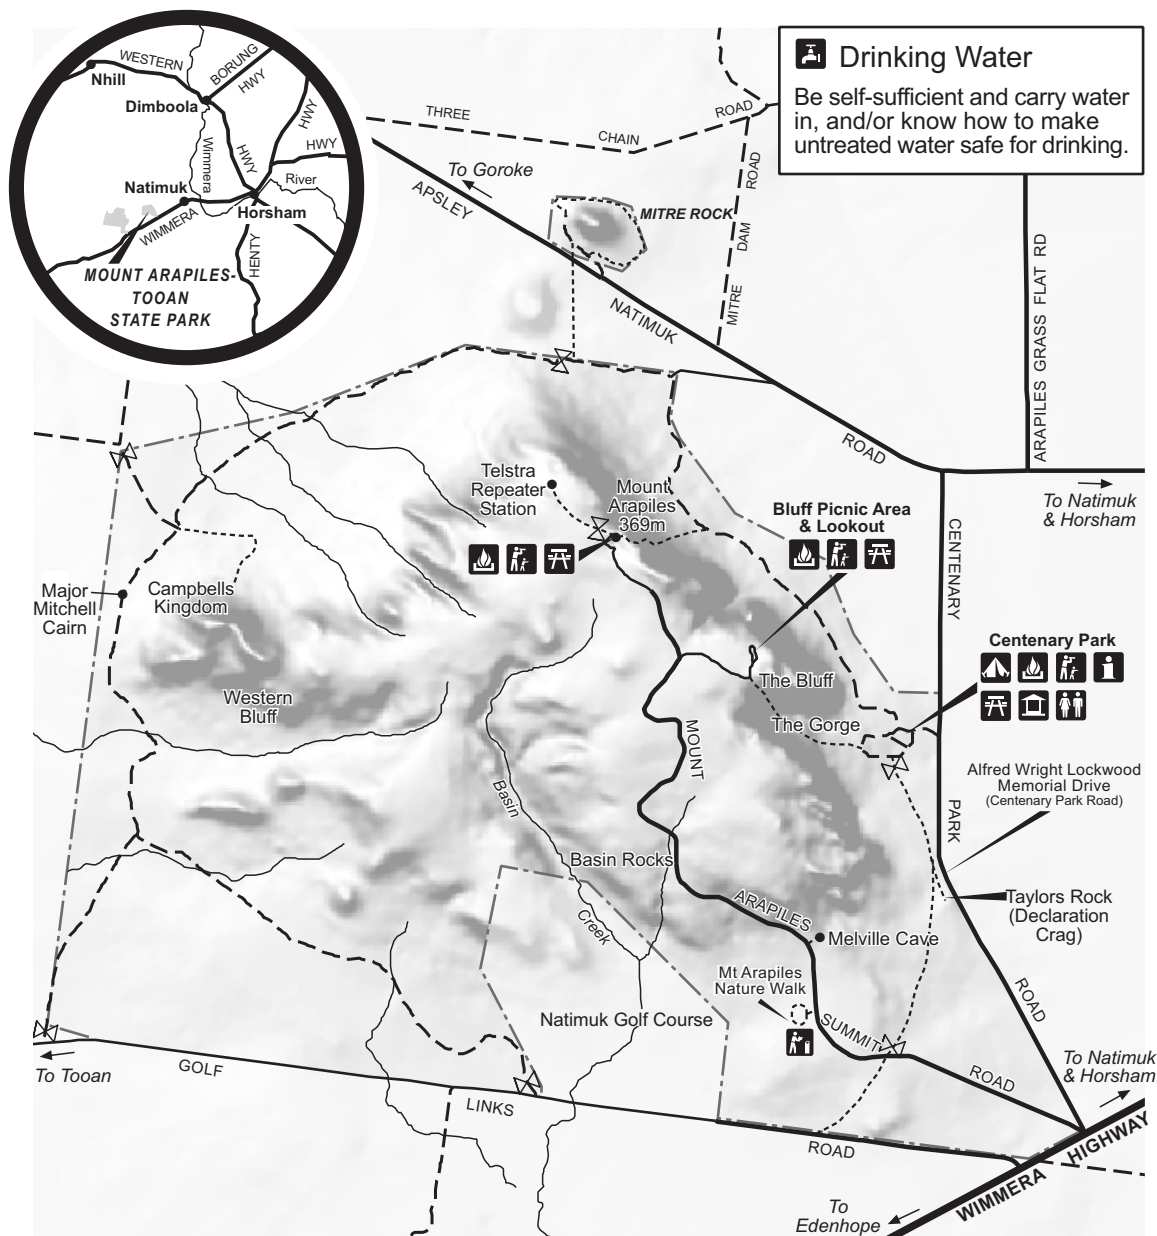 WESTERN
BORUNG
HWY
Nhill
Dimboola
HWY
HWY
HWY
Wimmera
River
Natimuk
WIMMERA
Horsham
HENTY
MOUNT ARAPILES-
TOOAN
STATE PARK
Drinking Water
Be self-sufficient and carry water
in, and/or know how to make
untreated water safe for drinking.
THREE
CHAIN
ROAD
To Goroke
APSLEY
NATIMUK
ROAD
MITRE ROCK
MITRE
DAM
ROAD
ARAPILES GRASS FLAT RD
To Natimuk
& Horsham
Telstra
Repeater
Station
Mount
Arapiles
369m
Bluff Picnic Area
& Lookout
CENTENARY
PARK
ROAD
Major
Mitchell
Cairn
Campbells
Kingdom
Western
Bluff
Centenary Park
The Bluff
The Gorge
MOUNT
ARAPILES
SUMMIT
ROAD
Alfred Wright Lockwood
Memorial Drive
(Centenary Park Road)
Basin
Creek
Basin Rocks
Taylors Rock
(Declaration
Crag)
Melville Cave
Mt Arapiles
Nature Walk
Natimuk Golf Course
To Tooan
GOLF
LINKS
ROAD
To Natimuk
& Horsham
WIMMERA
HIGHWAY
To
Edenhope